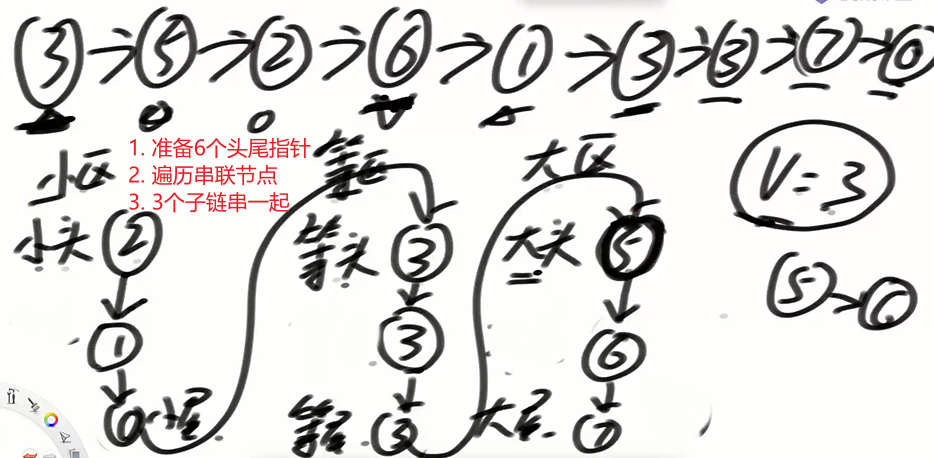 3 → 5 → 2 → 6 → 1 → 3 → 3 → 7 → 0
小区 等区 大区 V=3
1. 准备6个头尾指针
2. 遍历串联节点
3. 3个子链串一起
小头 2 等头 3 大头 5
5 → 6
1 3 6
0 小尾 等尾 3 大尾 7